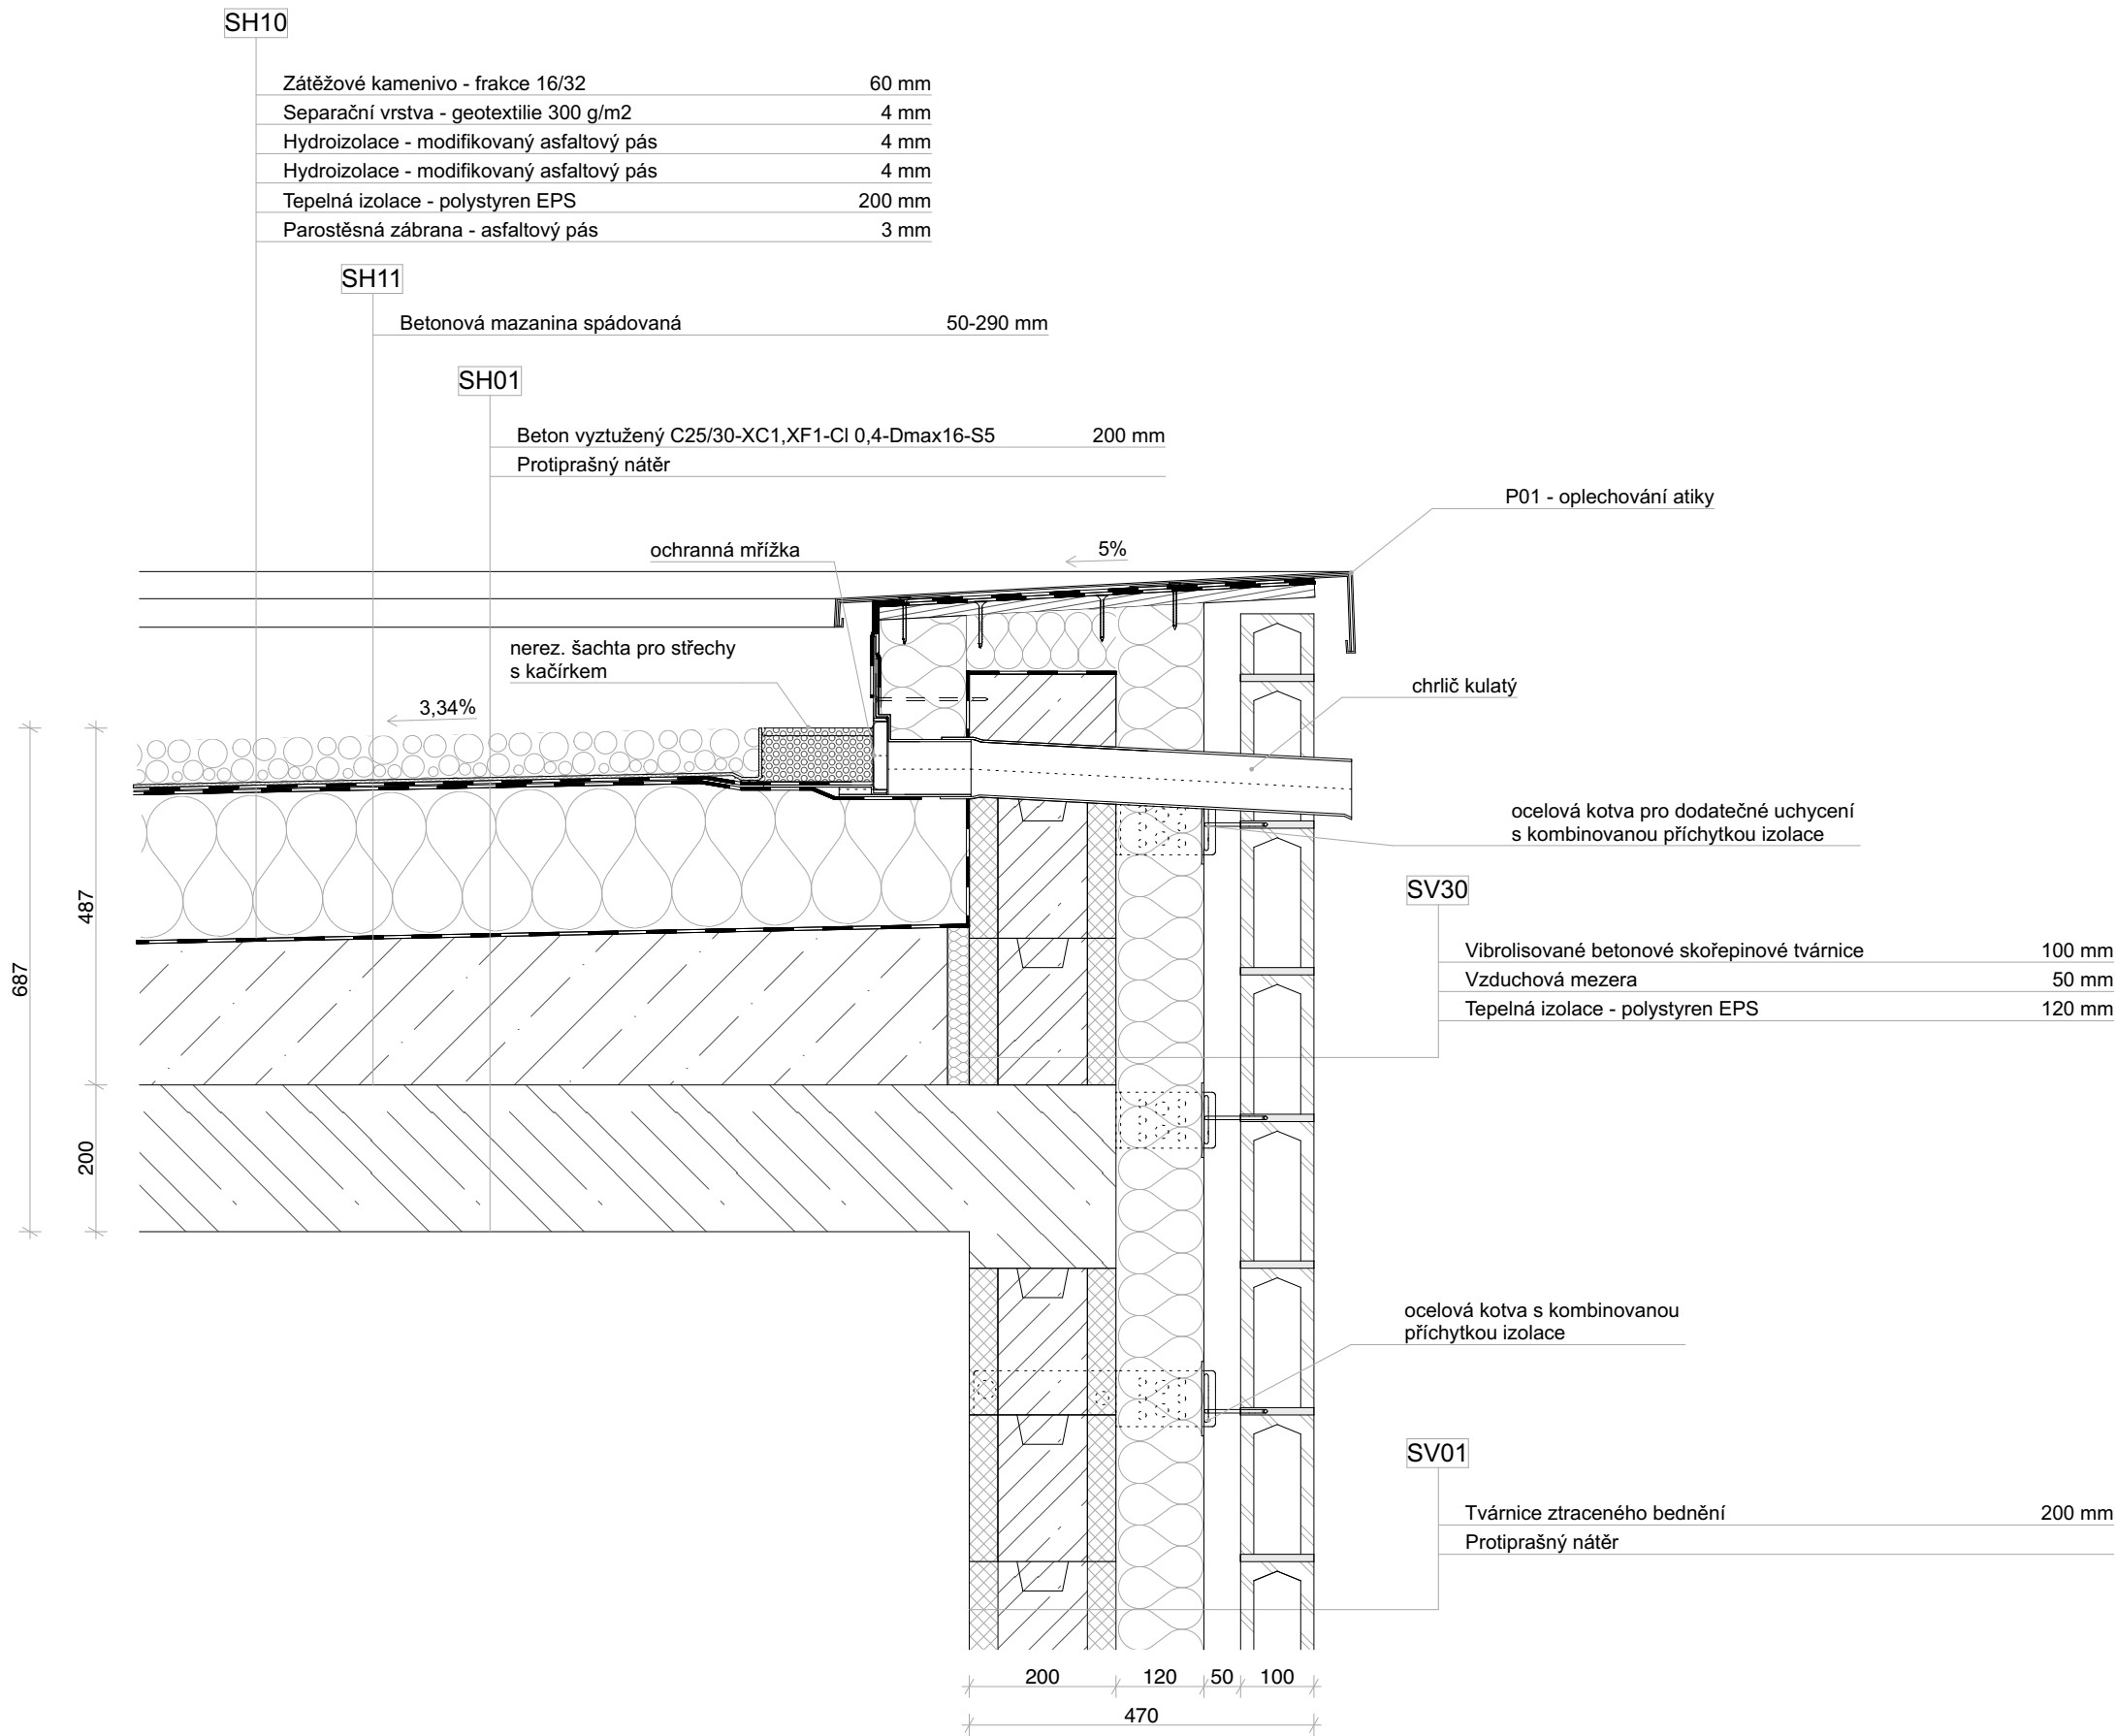 SH10
Zátěžové kamenivo - frakce 16/32 60 mm
Separační vrstva - geotextilie 300 g/m2 4 mm
Hydroizolace - modifikovaný asfaltový pás 4 mm
Hydroizolace - modifikovaný asfaltový pás 4 mm
Tepelná izolace - polystyren EPS 200 mm
Parostěsná zábrana - asfaltový pás 3 mm
SH11
Betonová mazanina spádovaná 50-290 mm
SH01
Beton vyztužený C25/30-XC1,XF1-Cl 0,4-Dmax16-S5 200 mm
Protiprašný nátěr
P01 - oplechování atiky
ochranná mřížka
5%
nerez. šachta pro střechy
s kačírkem
chrlič kulatý
3,34%
ocelová kotva pro dodatečné uchycení
s kombinovanou příchytkou izolace
SV30
Vibrolisované betonové skořepinové tvárnice 100 mm
Vzduchová mezera 50 mm
Tepelná izolace - polystyren EPS 120 mm
487
687
200
ocelová kotva s kombinovanou
příchytkou izolace
SV01
Tvárnice ztraceného bednění 200 mm
Protiprašný nátěr
200 120 50 100
470